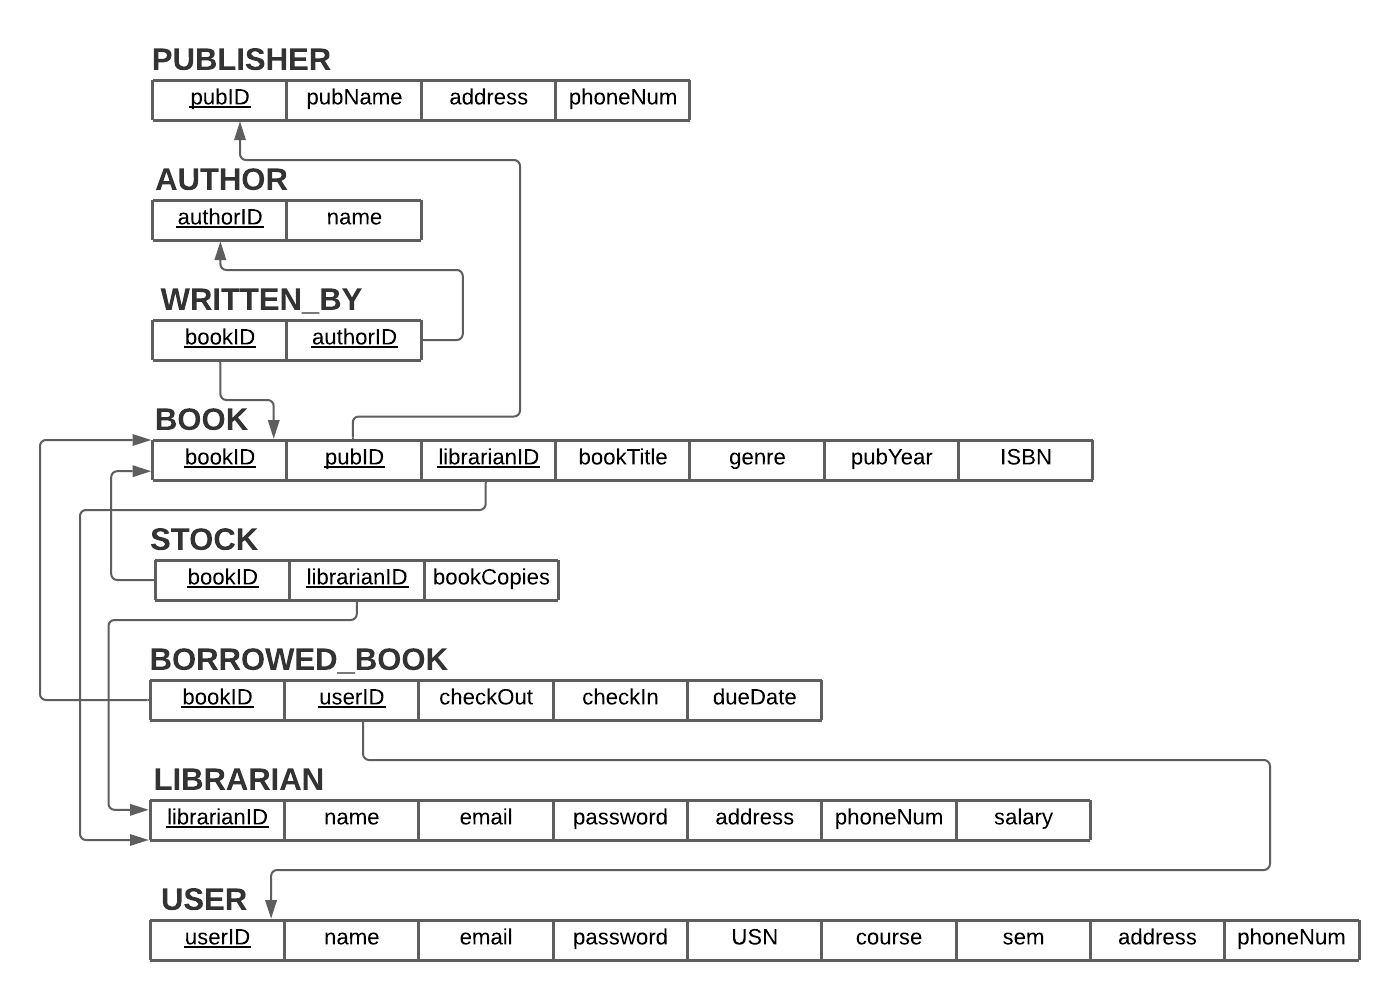 PUBLISHER
pubID pubName address phoneNum
AUTHOR
authorID name
WRITTEN_BY
bookID authorID
BOOK
bookID pubID librarianID bookTitle genre pubYear ISBN
STOCK
bookID librarianID bookCopies
BORROWED_BOOK
bookID userID checkOut checkIn dueDate
LIBRARIAN
librarianID name email password address phoneNum salary
USER
userID name email password USN course sem address phoneNum